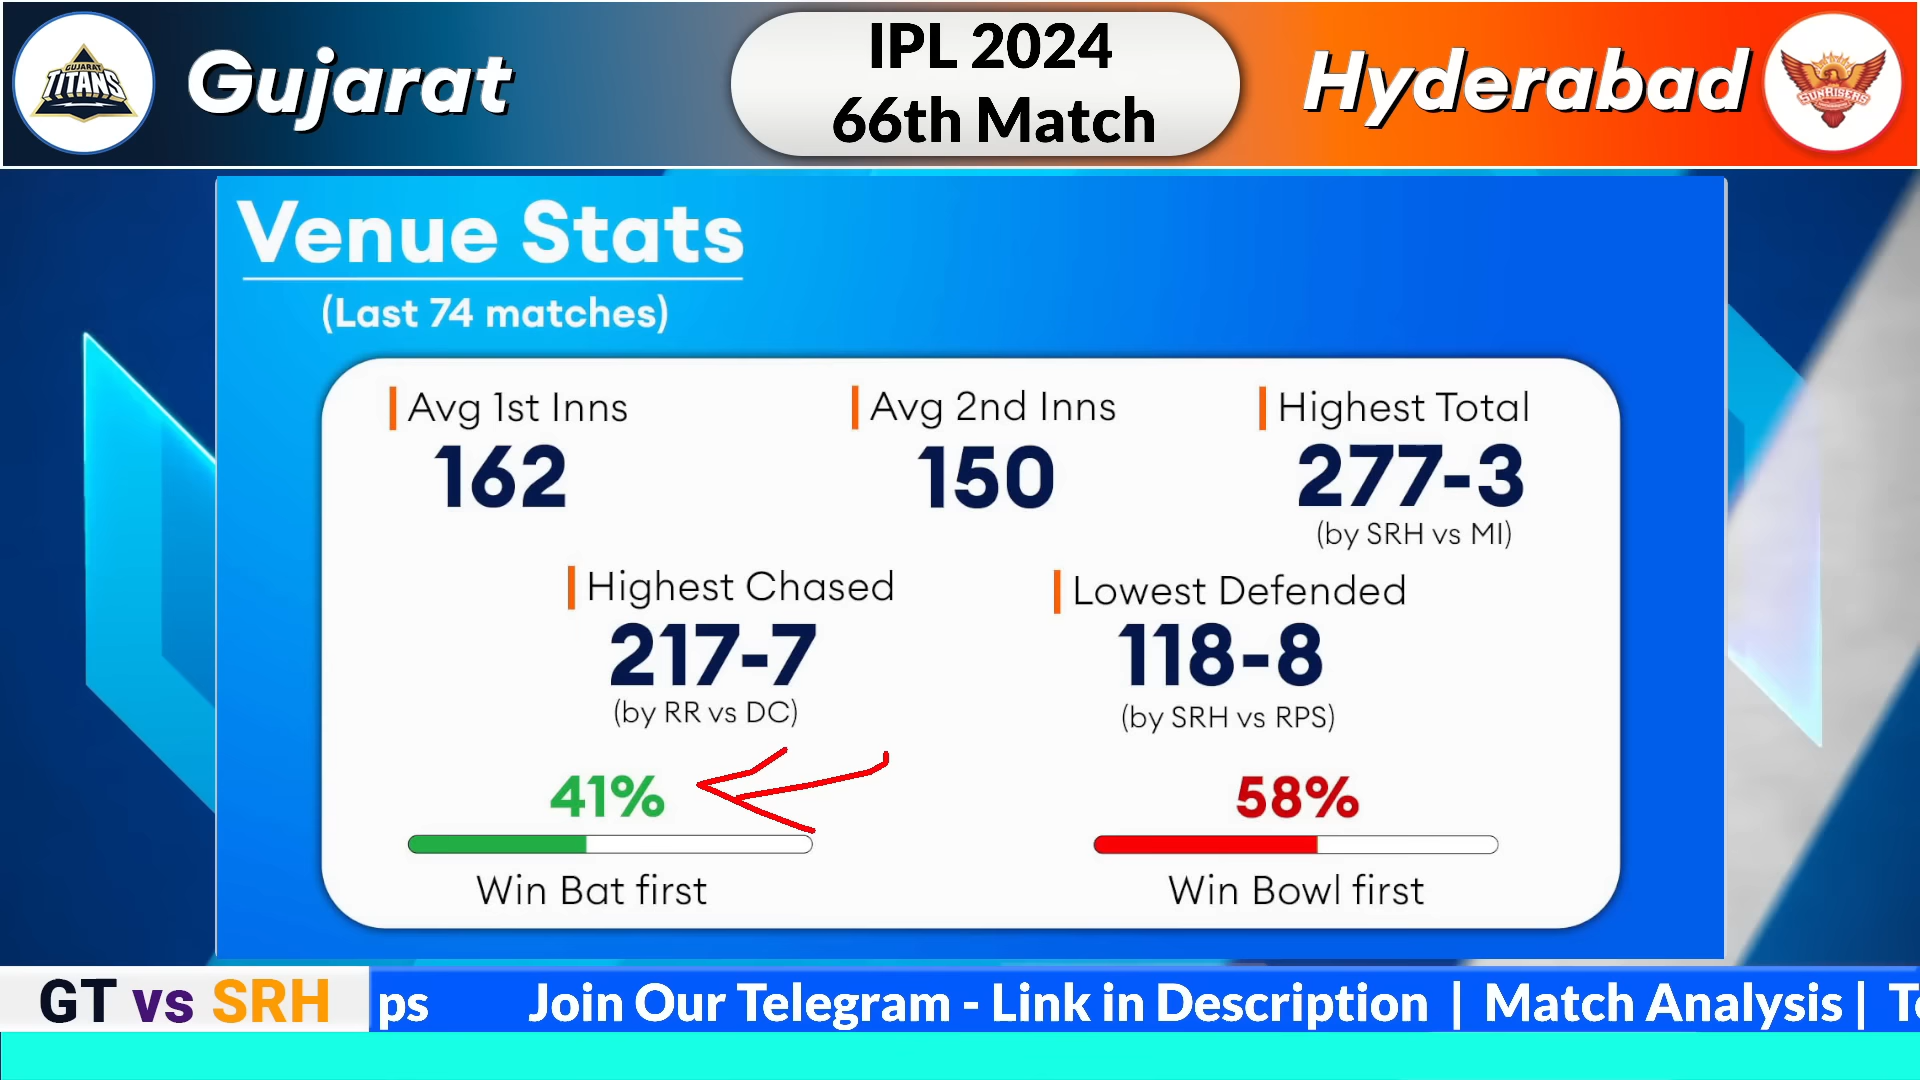 GUJARAT
TITANS
Gujarat
IPL 2024
66th Match
Hyderabad
SUNRISERS
Venue Stats
(Last 74 matches)
Avg 1st Inns
162
Avg 2nd Inns
150
Highest Total
277-3
(by SRH vs MI)
Highest Chased
217-7
(by RR vs DC)
Lowest Defended
118-8
(by SRH vs RPS)
41%
Win Bat first
58%
Win Bowl first
GT vs SRH
ps Join Our Telegram - Link in Description | Match Analysis |